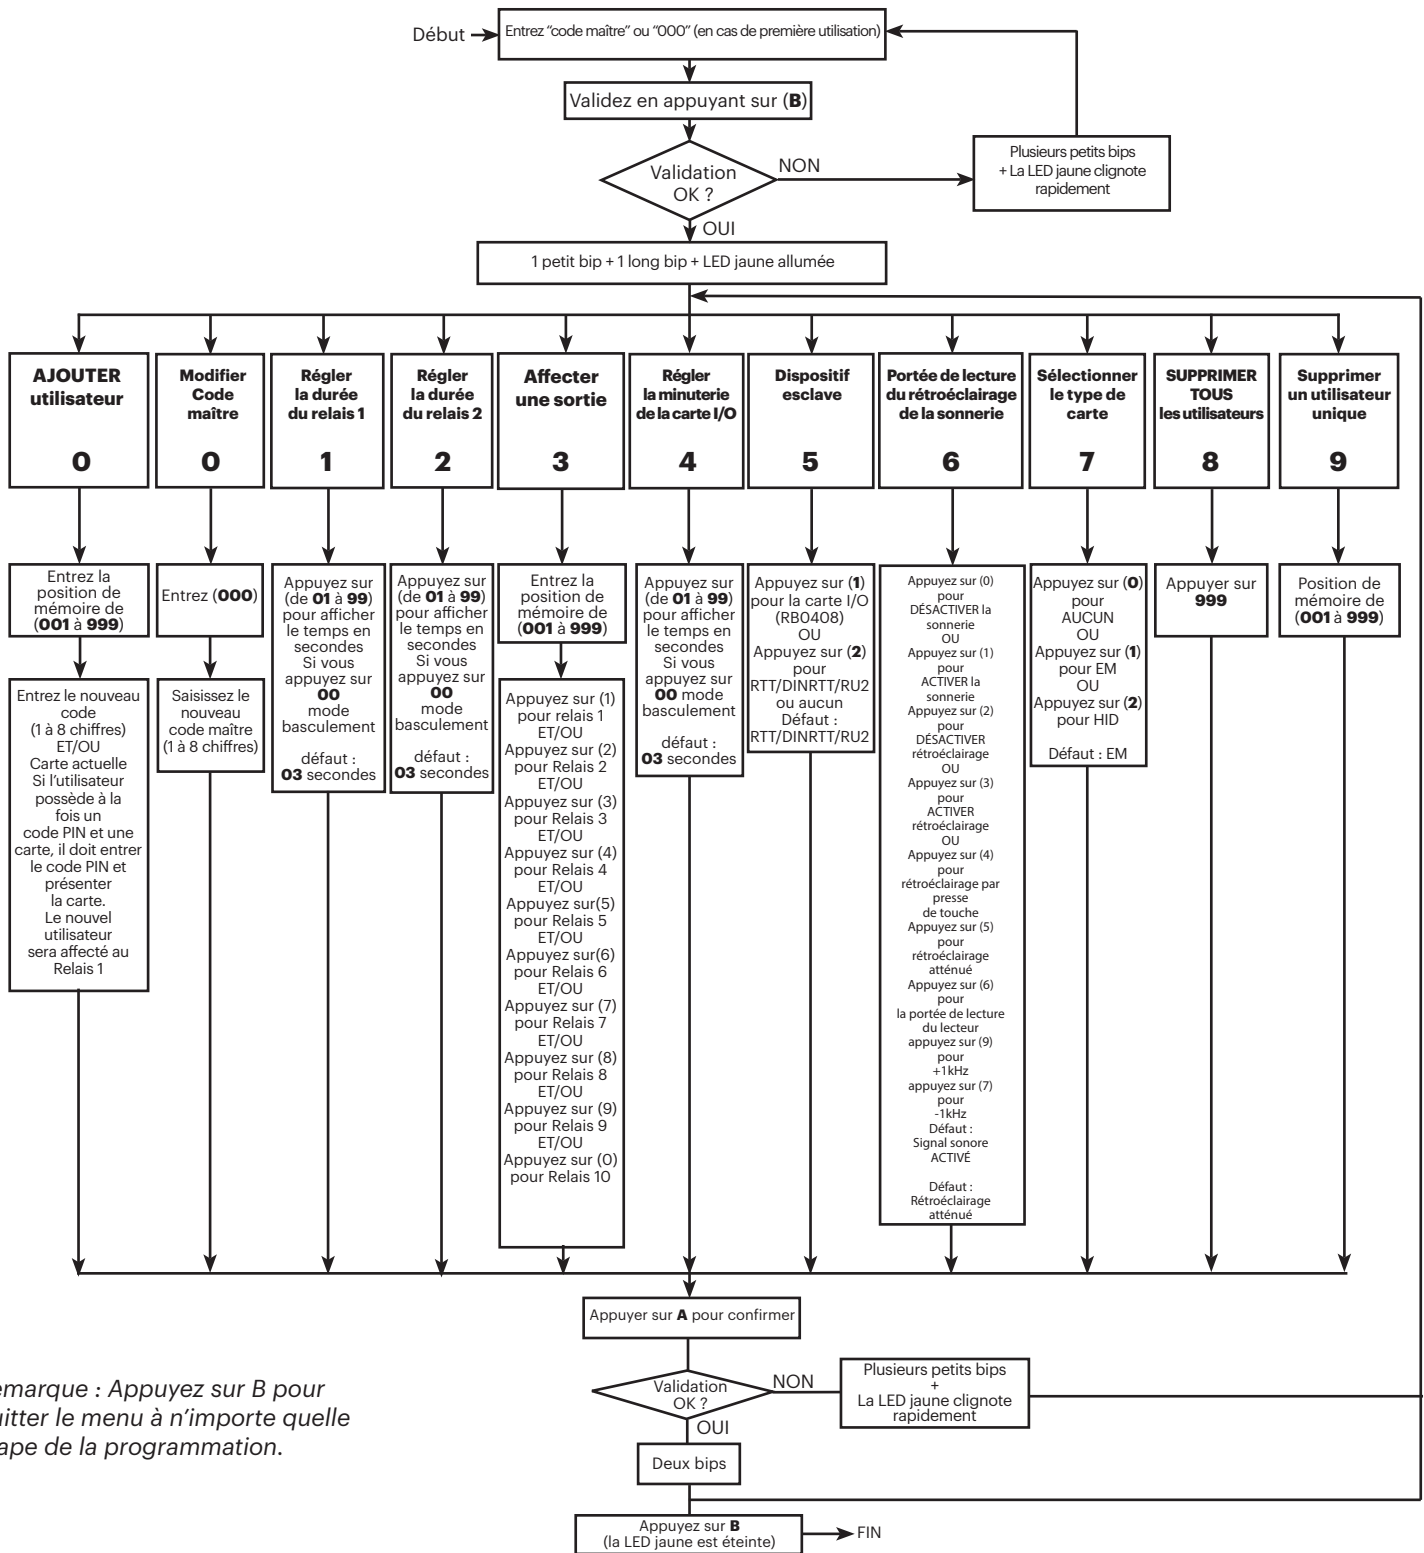 Début
Entrez “code maître” ou “000” (en cas de première utilisation)
Validez en appuyant sur (B)
Validation
OK ?
NON
Plusieurs petits bips
+ La LED jaune clignote
rapidement
OUI
1 petit bip + 1 long bip + LED jaune allumée
AJOUTER
utilisateur
0
Modifier
Code
maître
0
Régler
la durée
du relais 1
1
Régler
la durée
du relais 2
2
Affecter
une sortie
3
Régler
la minuterie
de la carte I/O
4
Dispositif
esclave
5
Portée de lecture
du rétroéclairage
de la sonnerie
6
Sélectionner
le type de
carte
7
SUPPRIMER
TOUS
les utilisateurs
8
Supprimer
un utilisateur
unique
9
Entrez la
position de
mémoire de
(001 à 999)
Entrez le nouveau
code
(1 à 8 chiffres)
ET/OU
Carte actuelle
Si l’utilisateur
possède à la
fois un
code PIN et une
carte, il doit entrer
le code PIN et
présenter
la carte.
Le nouvel
utilisateur
sera affecté au
Relais 1
Entrez (000)
Saisissez le
nouveau
code maître
(1 à 8 chiffres)
Appuyez sur
(de 01 à 99)
pour afficher
le temps en
secondes
Si vous
appuyez sur
00
mode
basculement
défaut :
03 secondes
Appuyez sur
(de 01 à 99)
pour afficher
le temps en
secondes
Si vous
appuyez sur
00
mode
basculement
défaut :
03 secondes
Entrez la
position de
mémoire de
(001 à 999)
Appuyez sur (1)
pour relais 1
ET/OU
Appuyez sur (2)
pour Relais 2
ET/OU
Appuyez sur (3)
pour Relais 3
ET/OU
Appuyez sur (4)
pour Relais 4
ET/OU
Appuyez sur(5)
pour Relais 5
ET/OU
Appuyez sur(6)
pour Relais 6
ET/OU
Appuyez sur (7)
pour Relais 7
ET/OU
Appuyez sur (8)
pour Relais 8
ET/OU
Appuyez sur (9)
pour Relais 9
ET/OU
Appuyez sur (0)
pour Relais 10
Appuyez sur
(de 01 à 99)
pour afficher
le temps en
secondes
Si vous
appuyez sur
00 mode
basculement
défaut :
03 secondes
Appuyez sur (1)
pour la carte I/O
(RB0408)
OU
Appuyez sur (2)
pour
RTT/DINRTT/RU2
ou aucun
Défaut :
RTT/DINRTT/RU2
Appuyez sur (0)
pour
DÉSACTIVER la
sonnerie
OU
Appuyez sur (1)
pour
ACTIVER la
sonnerie
Appuyez sur (2)
pour
DÉSACTIVER
rétroéclairage
OU
Appuyez sur (3)
pour
ACTIVER
rétroéclairage
OU
Appuyez sur (4)
pour
rétroéclairage par
presse
de touche
Appuyez sur (5)
pour
rétroéclairage
atténué
Appuyez sur (6)
pour
la portée de lecture
du lecteur
appuyez sur (9)
pour
+1kHz
appuyez sur (7)
pour
-1kHz
Défaut :
Signal sonore
ACTIVÉ
Défaut :
Rétroéclairage
atténué
Appuyez sur (0)
pour
AUCUN
OU
Appuyez sur (1)
pour EM
OU
Appuyez sur (2)
pour HID
Défaut : EM
Appuyer sur
999
Position de
mémoire de
(001 à 999)
Appuyer sur A pour confirmer
Validation
OK ?
NON
Plusieurs petits bips
+
La LED jaune clignote
rapidement
OUI
Deux bips
Appuyez sur B
(la LED jaune est éteinte)
FIN
emarque : Appuyez sur B pour
uitter le menu à n’importe quelle
ape de la programmation.